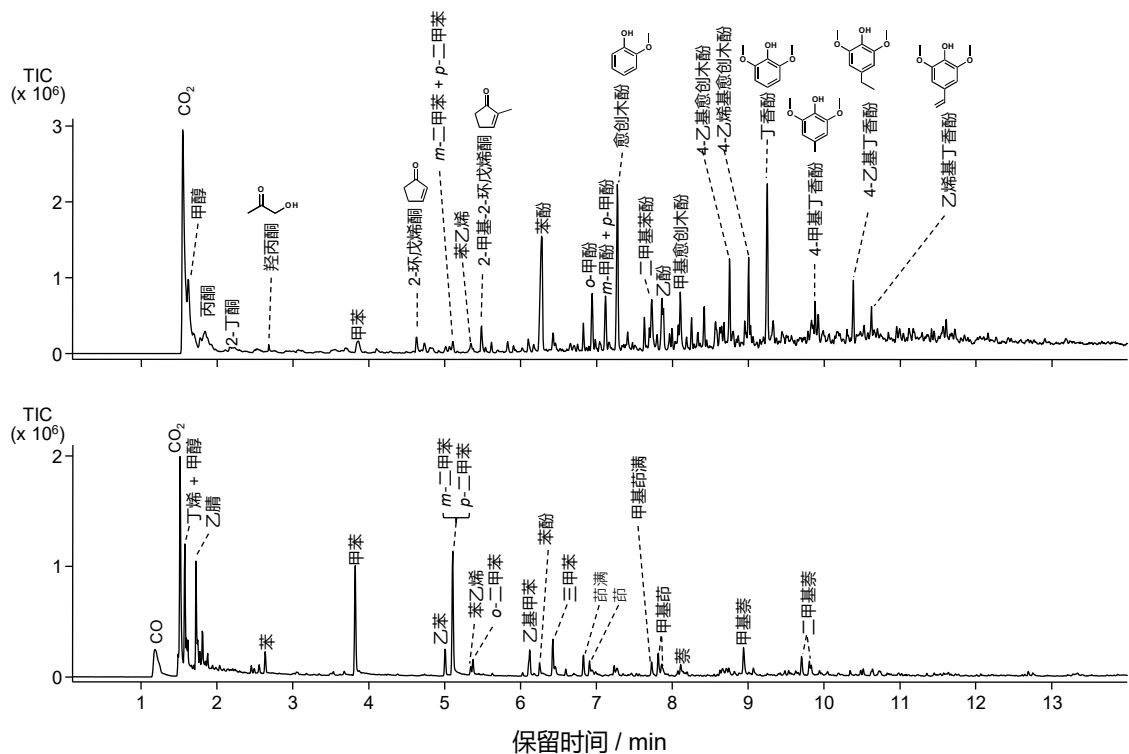 TIC
(x 10⁶)
3
2
1
0
CO₂
甲醇
丙酮
2-丁酮
O
OH
羟丙酮
甲苯
O
2-环戊烯酮
m-二甲苯 + p-二甲苯
苯乙烯
O
2-甲基-2-环戊烯酮
苯酚
o-甲酚
m-甲酚 + p-甲酚
OH
O
愈创木酚
二甲基苯酚
乙酚
甲基愈创木酚
4-乙基愈创木酚
4-乙烯基愈创木酚
OH
O
O
丁香酚
OH
O
O
4-甲基丁香酚
OH
O
O
4-乙基丁香酚
OH
O
O
乙烯基丁香酚
TIC
(x 10⁶)
2
1
0
CO
CO₂
丁烯 + 甲醇
乙腈
苯
甲苯
乙苯
m-二甲苯
p-二甲苯
苯乙烯
o-二甲苯
乙基甲苯
苯酚
三甲苯
茚满
茚
甲基茚满
甲基茚
萘
甲基萘
二甲基萘
1 2 3 4 5 6 7 8 9 10 11 12 13
保留时间 / min